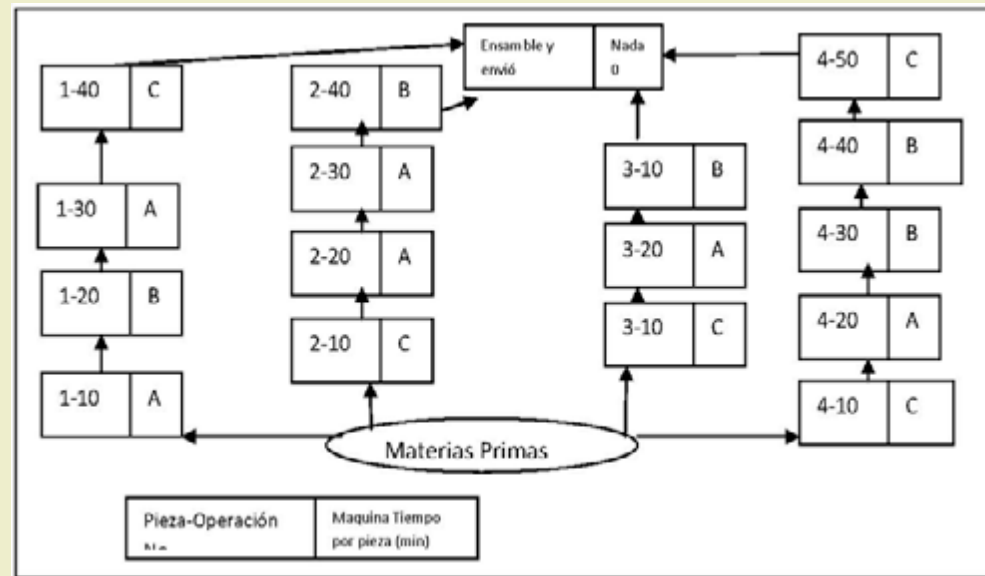 Ensamble y envió
Nada 0
1-40 C
2-40 B
4-50 C
1-30 A
2-30 A
3-10 B
4-40 B
1-20 B
2-20 A
3-20 A
4-30 B
1-10 A
2-10 C
3-10 C
4-20 A
4-10 C
Materias Primas
Pieza-Operación
Maquina Tiempo
por pieza (min)